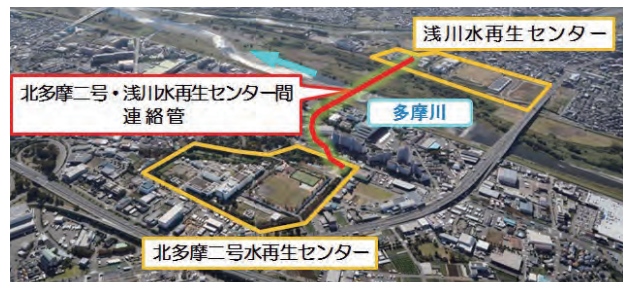 浅川水再生センター
北多摩二号・浅川水再生センター間
連絡管
多摩川
北多摩二号水再生センター